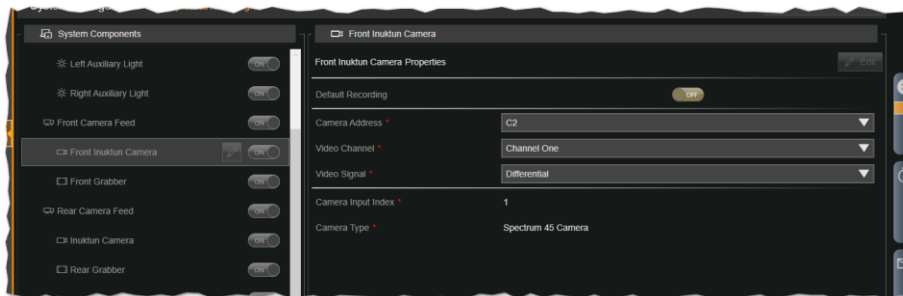 System Components
Left Auxiliary Light ON
Right Auxiliary Light ON
Front Camera Feed ON
Front Inuktun Camera ON
Front Grabber ON
Rear Camera Feed ON
Inuktun Camera ON
Rear Grabber ON
Front Inuktun Camera
Front Inuktun Camera Properties Edit
Default Recording OFF
Camera Address * C2
Video Channel * Channel One
Video Signal * Differential
Camera Input Index * 1
Camera Type * Spectrum 45 Camera